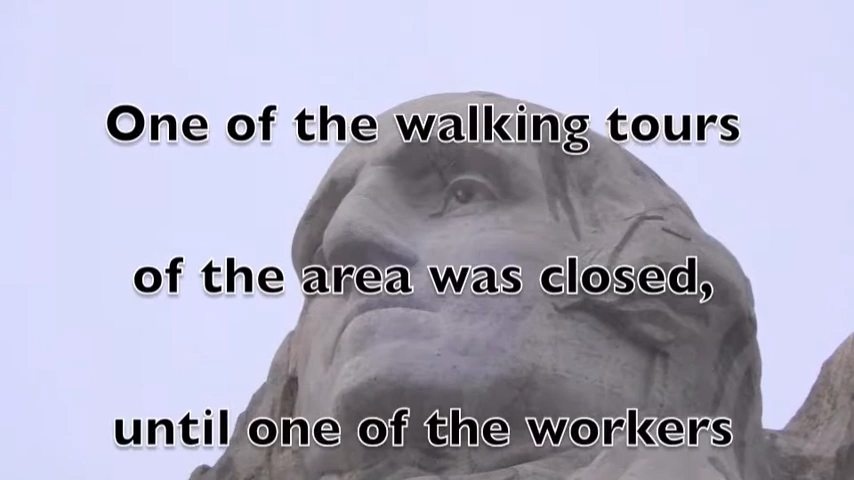 One of the walking tours
of the area was closed,
until one of the workers